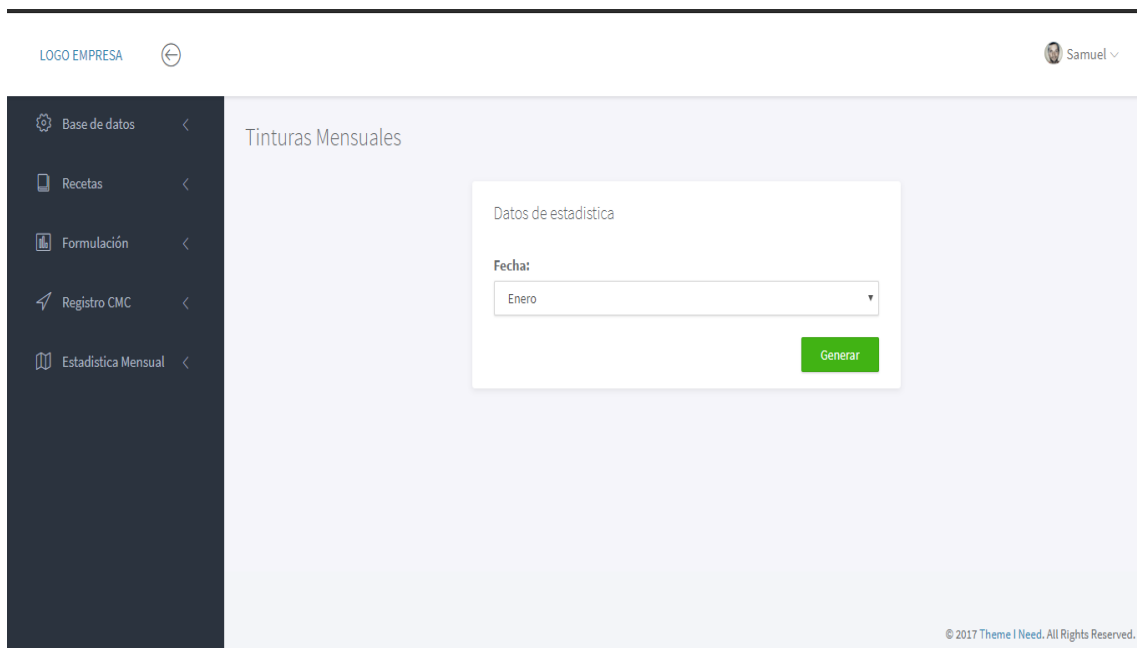 LOGO EMPRESA
Samuel
Base de datos
Recetas
Formulación
Registro CMC
Estadistica Mensual
Tinturas Mensuales
Datos de estadistica
Fecha:
Enero
Generar
© 2017 Theme I Need. All Rights Reserved.